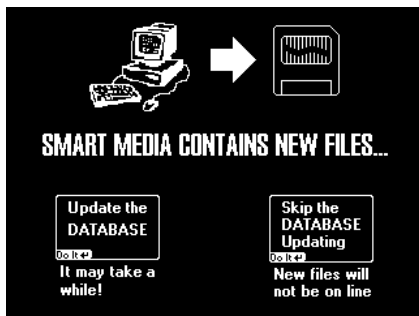 SMART MEDIA CONTAINS NEW FILES...
Update the
DATABASE
Do It
It may take a
while!
Skip the
DATABASE
Updating
Do It
New files will
not be on line